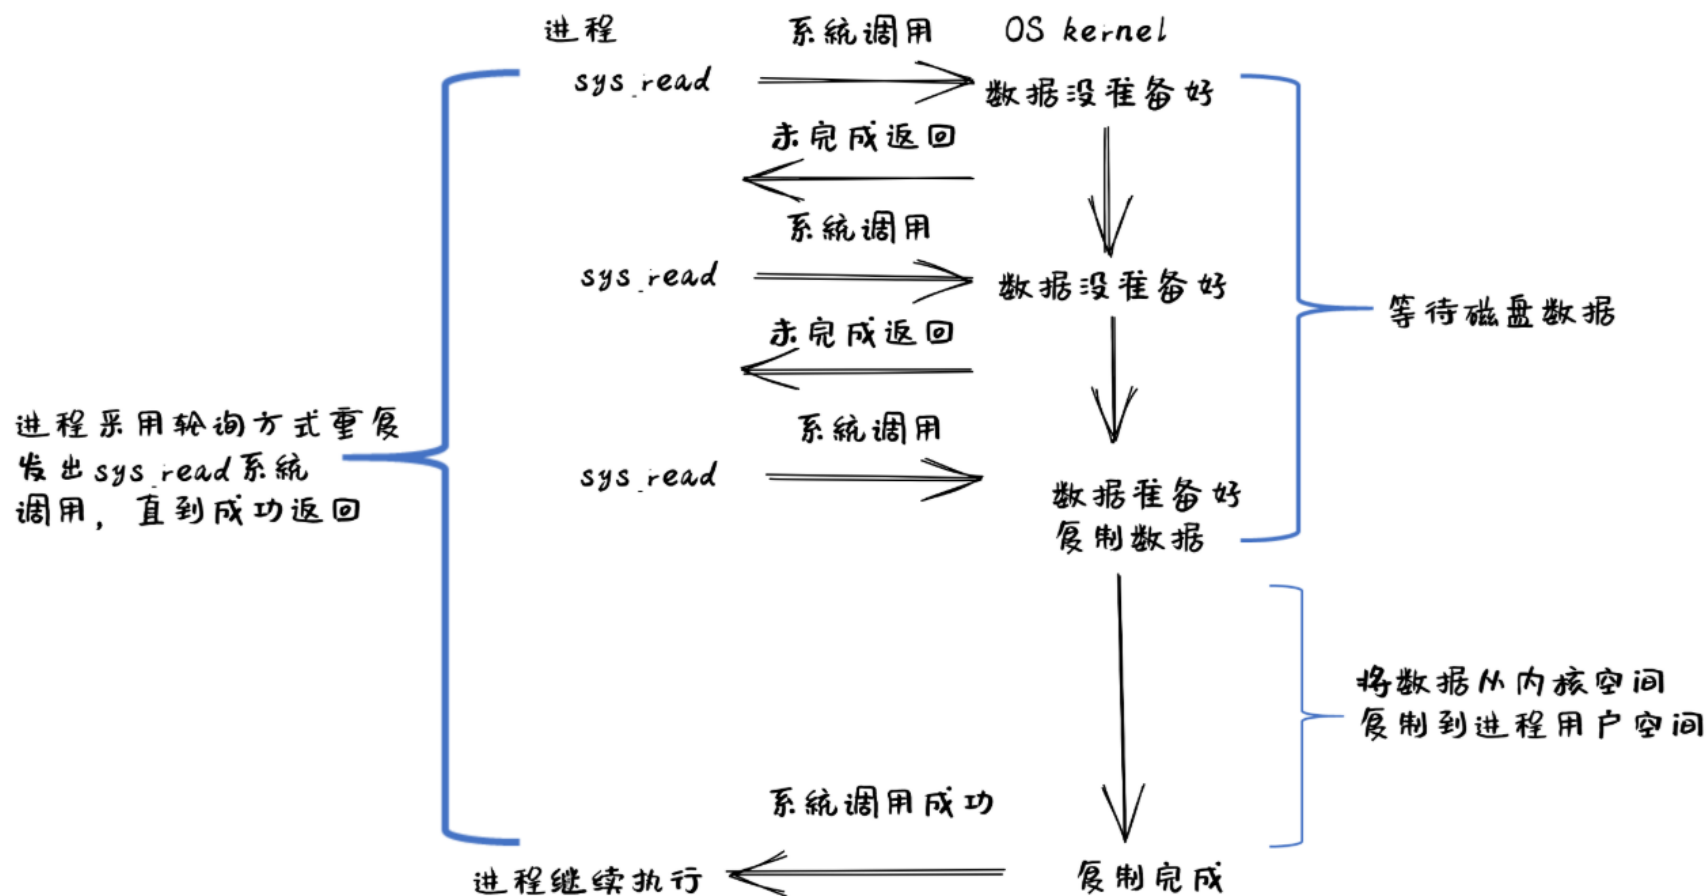 进程 系统调用 OS kernel
sys_read
数据没准备好
未完成返回
系统调用
sys_read
数据没准备好
未完成返回
等待磁盘数据
系统调用
sys_read
数据准备好
复制数据
进程采用轮询方式重复
发出sys_read系统
调用，直到成功返回
将数据从内核空间
复制到进程用户空间
系统调用成功
进程继续执行
复制完成